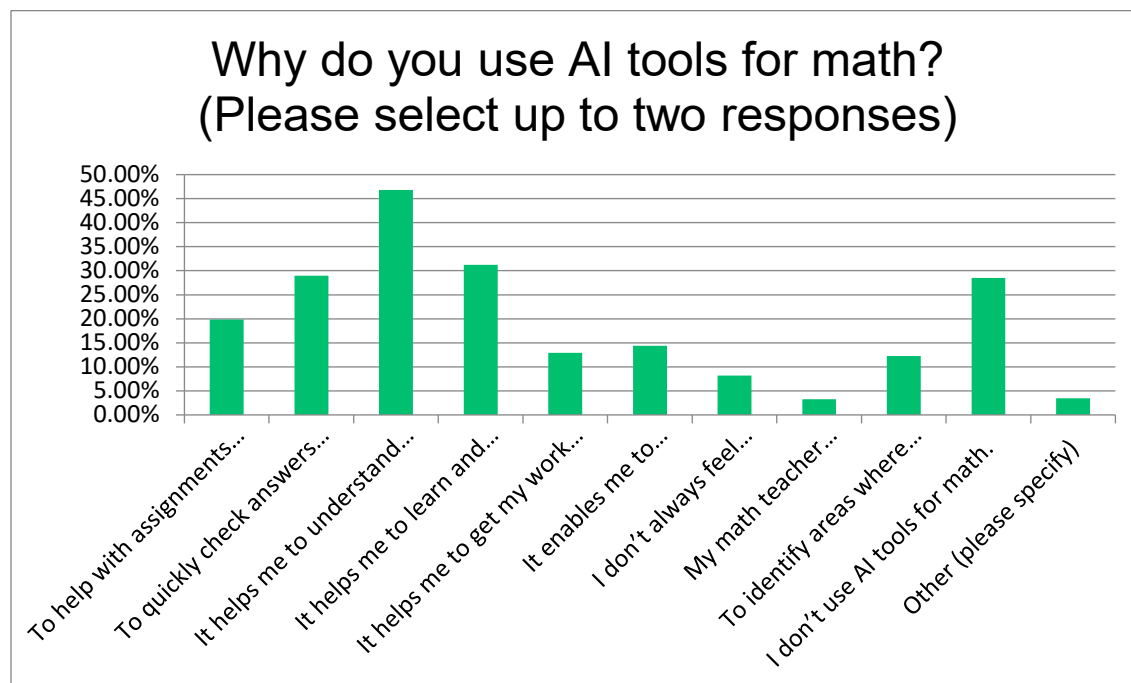 Why do you use AI tools for math?
(Please select up to two responses)
50.00%
45.00%
40.00%
35.00%
30.00%
25.00%
20.00%
15.00%
10.00%
5.00%
0.00%
To help with assignments…
To quickly check answers…
It helps me to understand…
It helps me to learn and…
It helps me to get my work…
It enables me to…
I don’t always feel…
My math teacher…
To identify areas where…
I don’t use AI tools for math.
Other (please specify)